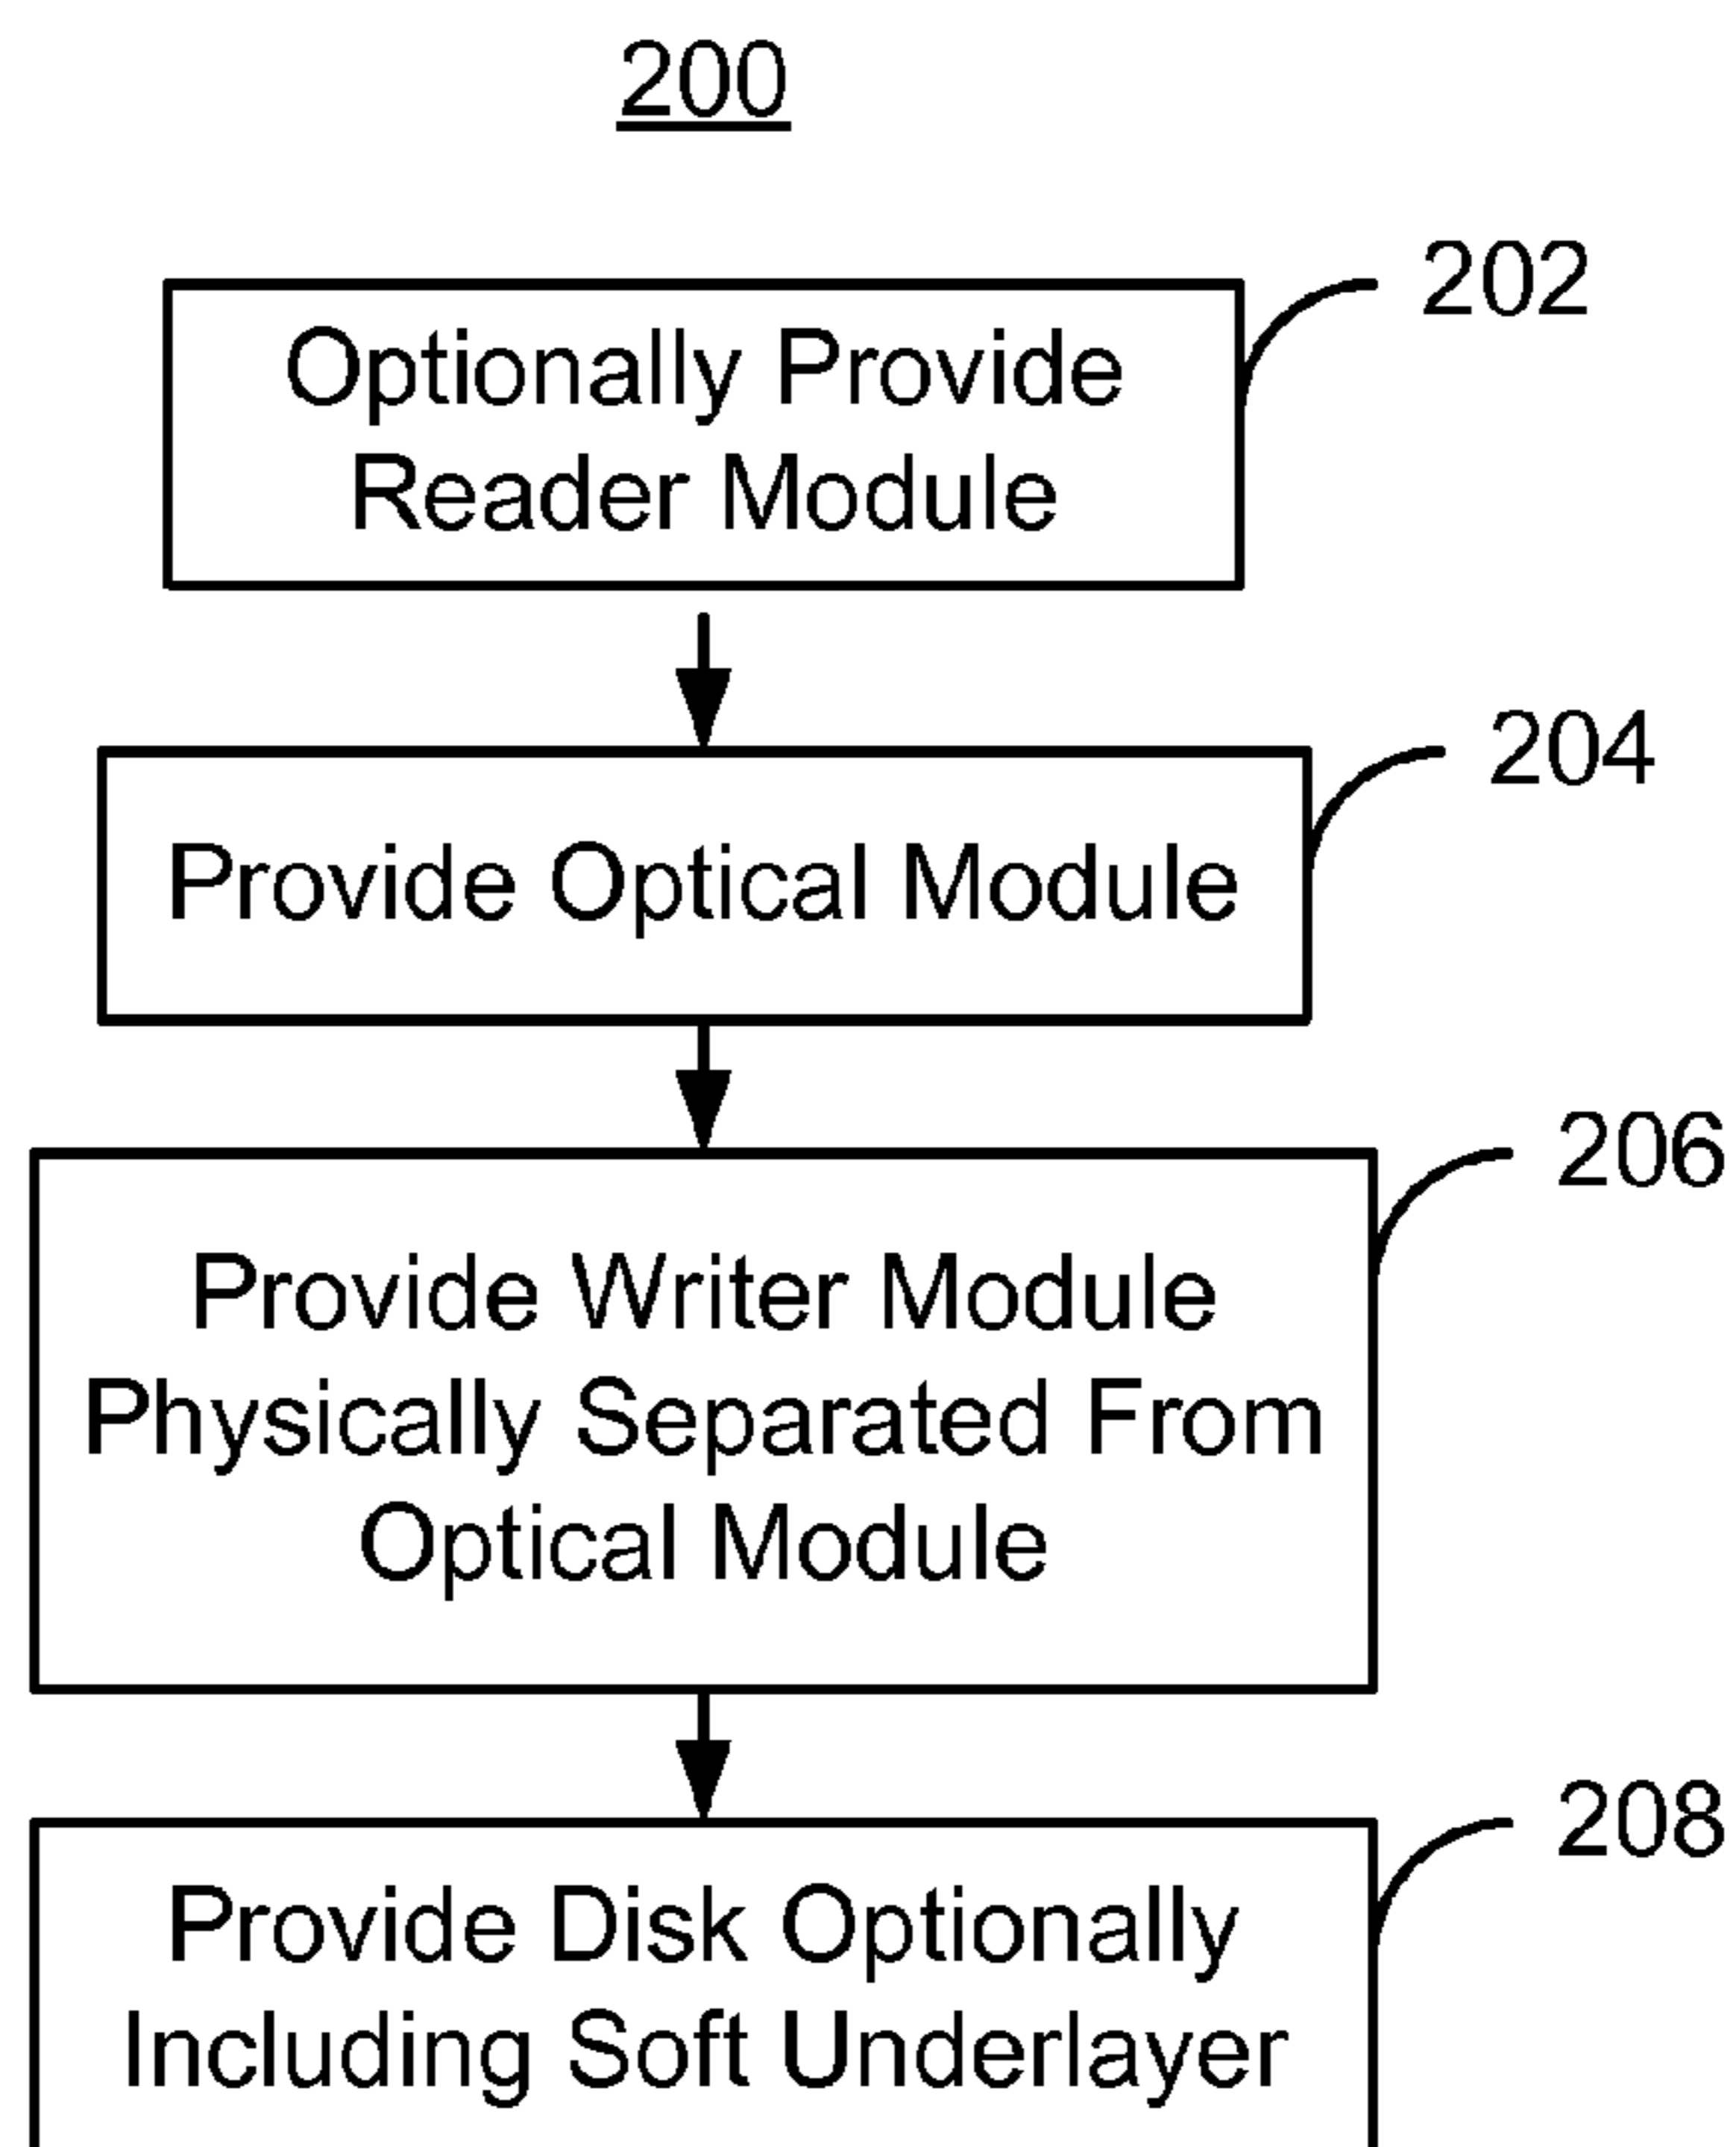 200
202
Optionally Provide
Reader Module
204
Provide Optical Module
206
Provide Writer Module
Physically Separated From
Optical Module
208
Provide Disk Optionally
Including Soft Underlayer